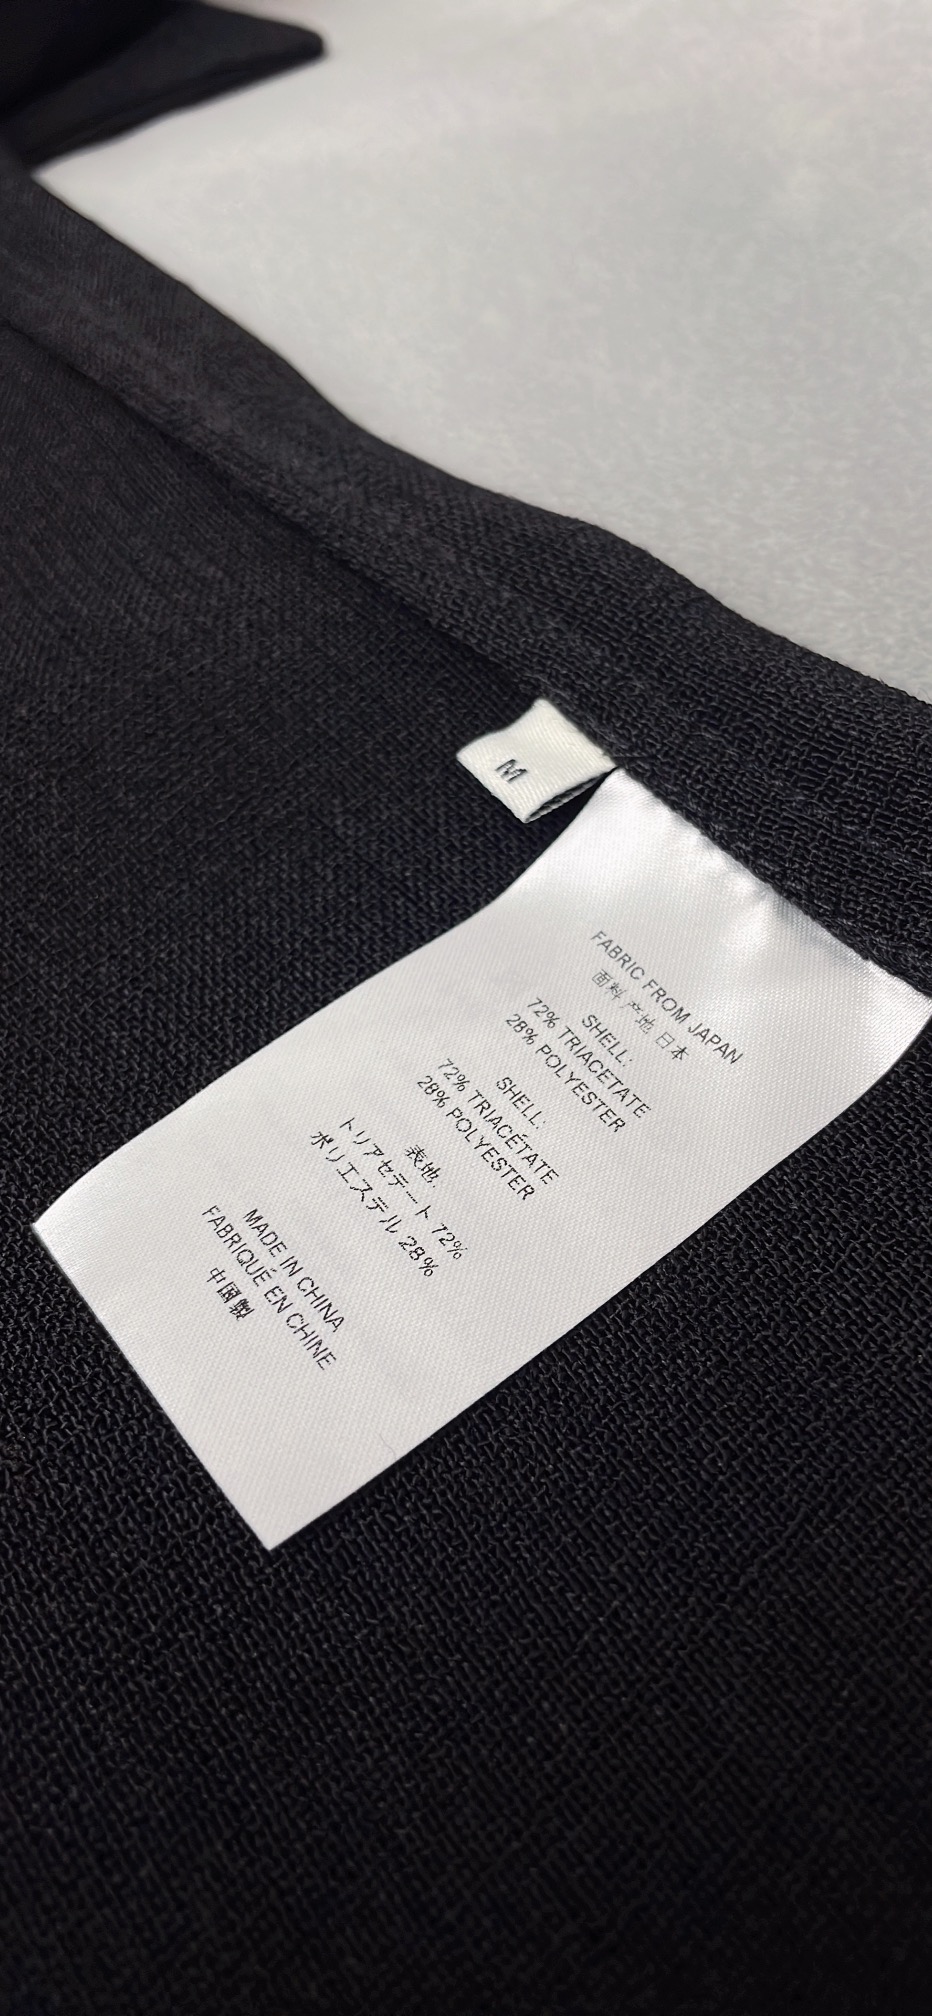 M
FABRIC FROM JAPAN
面料产地 日本
SHELL:
72% TRIACETATE
28% POLYESTER
SHELL:
72% TRIACÉTATE
28% POLYESTER
表地
トリアセテート 72%
ポリエステル 28%
MADE IN CHINA
FABRIQUÉ EN CHINE
中国製